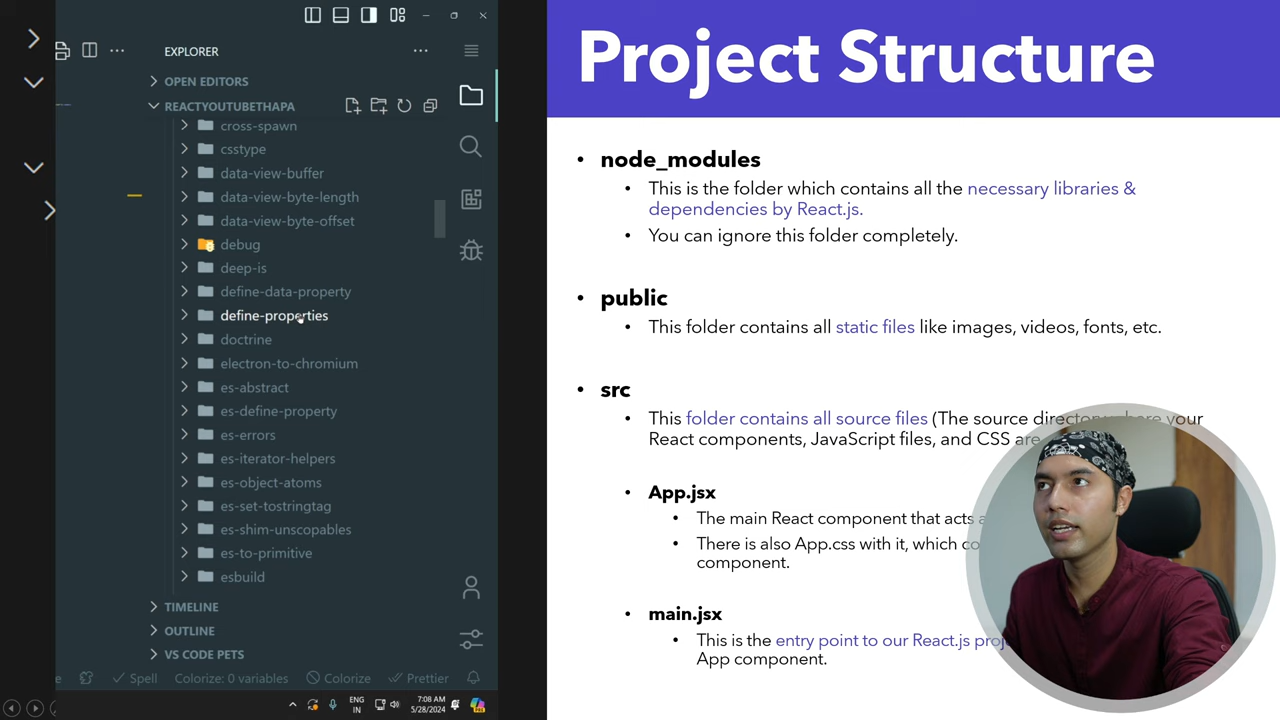 EXPLORER
OPEN EDITORS
REACTYOUTUBETHAPA
cross-spawn
csstype
data-view-buffer
data-view-byte-length
data-view-byte-offset
debug
deep-is
define-data-property
define-properties
doctrine
electron-to-chromium
es-abstract
es-define-property
es-errors
es-iterator-helpers
es-object-atoms
es-set-tostringtag
es-shim-unscopables
es-to-primitive
esbuild
TIMELINE
OUTLINE
VS CODE PETS
Spell
Colorize: 0 variables
Colorize
Prettier
ENG
IN
7:08 AM
5/28/2024
Project Structure
• node_modules
• This is the folder which contains all the necessary libraries &
dependencies by React.js.
• You can ignore this folder completely.
• public
• This folder contains all static files like images, videos, fonts, etc.
• src
• This folder contains all source files (The source directory where your
React components, JavaScript files, and CSS are
• App.jsx
• The main React component that acts
• There is also App.css with it, which
component.
• main.jsx
• This is the entry point to our React.js
App component.